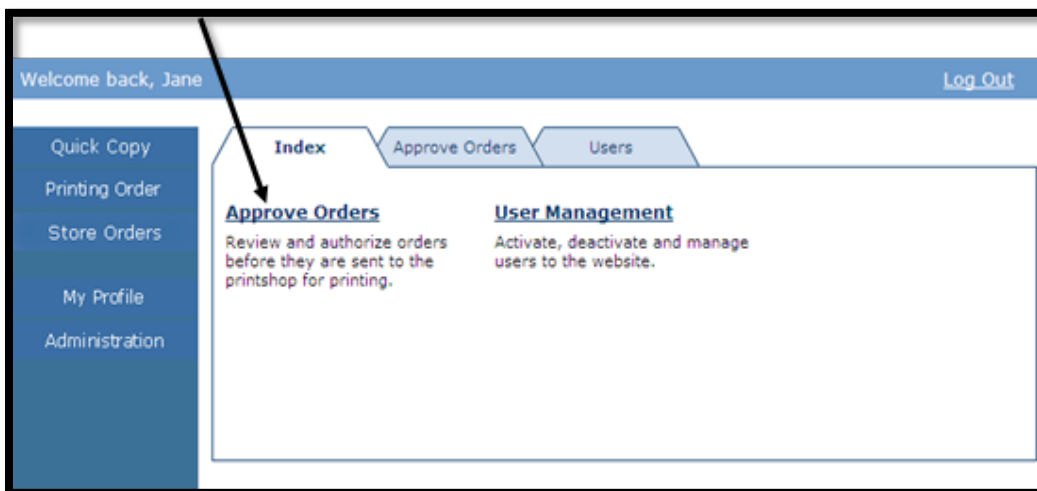 Welcome back, Jane
Log Out
Quick Copy
Printing Order
Store Orders
My Profile
Administration
Index
Approve Orders
Users
Approve Orders
Review and authorize orders
before they are sent to the
printshop for printing.
User Management
Activate, deactivate and manage
users to the website.